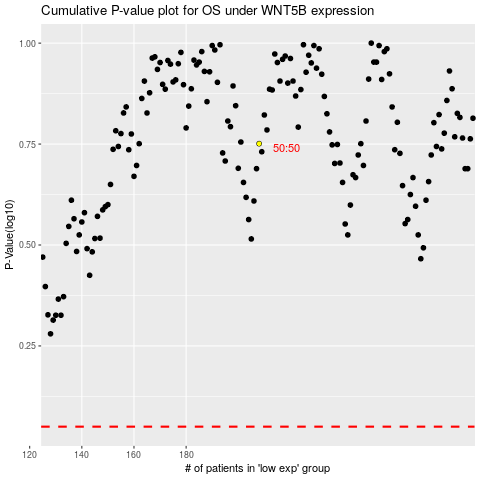 Cumulative P-value plot for OS under WNT5B expression
1.00
0.75
0.50
0.25
P-Value(log10)
50:50
120 140 160 180
# of patients in 'low exp' group